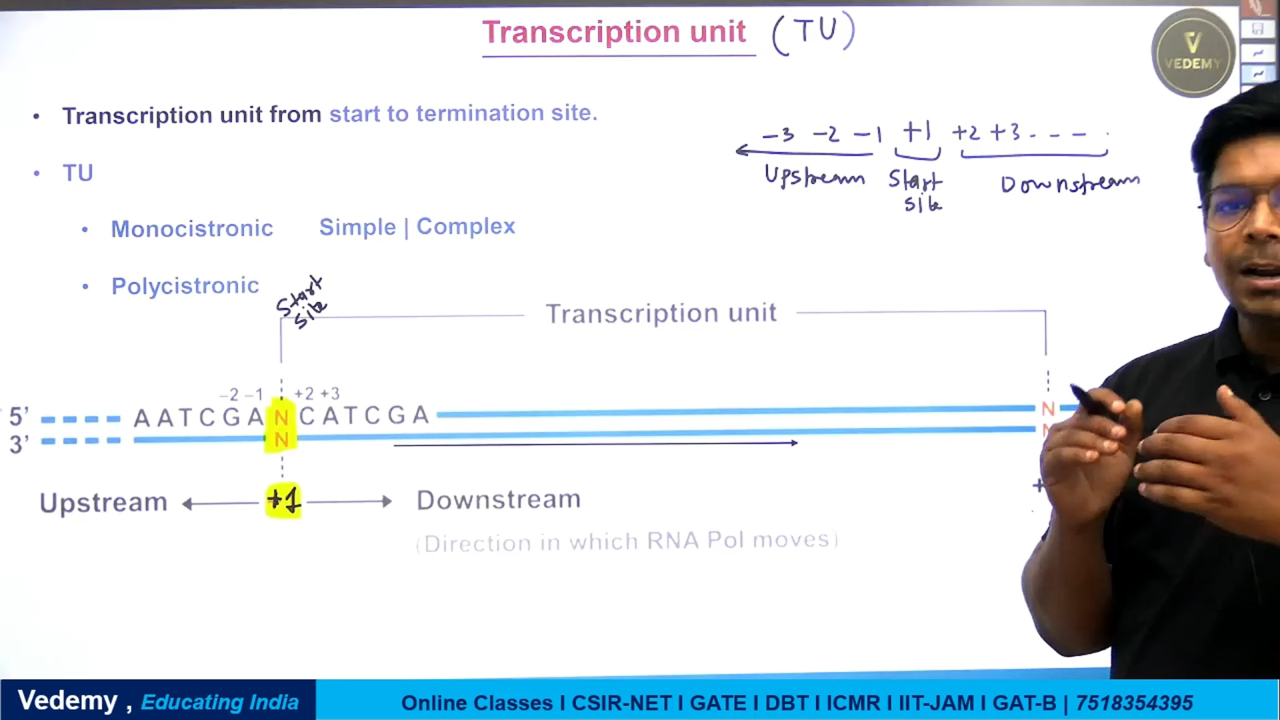 Transcription unit (TU)
V
VEDEMY
• Transcription unit from start to termination site.
-3 -2 -1 +1 +2 +3 - - -
Upstream Start site Downstream
• TU
• Monocistronic Simple | Complex
• Polycistronic
Start site
Transcription unit
-2 -1 +2 +3
5' AATCGANCATCGA N
3' N N
Upstream +1 Downstream
+
(Direction in which RNA Pol moves)
Vedemy , Educating India Online Classes I CSIR-NET I GATE I DBT I ICMR I IIT-JAM I GAT-B | 7518354395